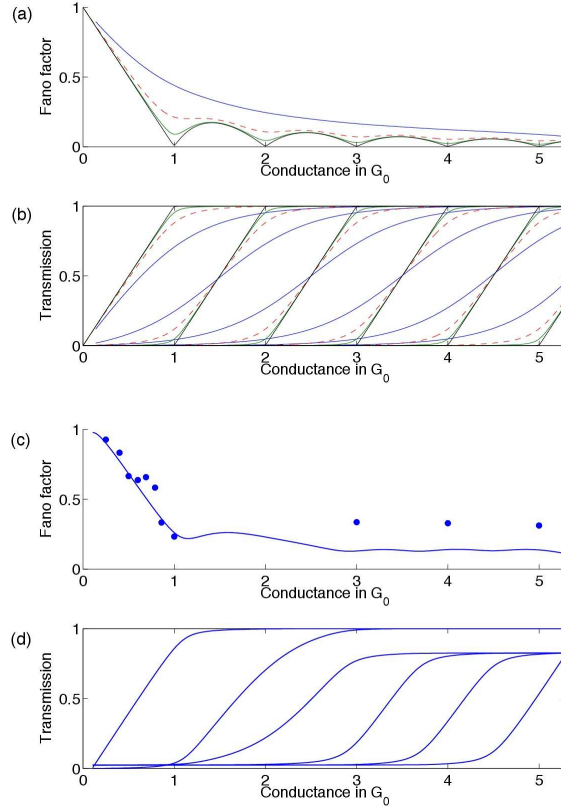 (a)
Fano factor
1
0.5
0
0 1 2 3 4 5
Conductance in G0
(b)
Transmission
1
0.5
0
0 1 2 3 4 5
Conductance in G0
(c)
Fano factor
1
0.5
0
0 1 2 3 4 5
Conductance in G0
(d)
Transmission
1
0.5
0
0 1 2 3 4 5
Conductance in G0